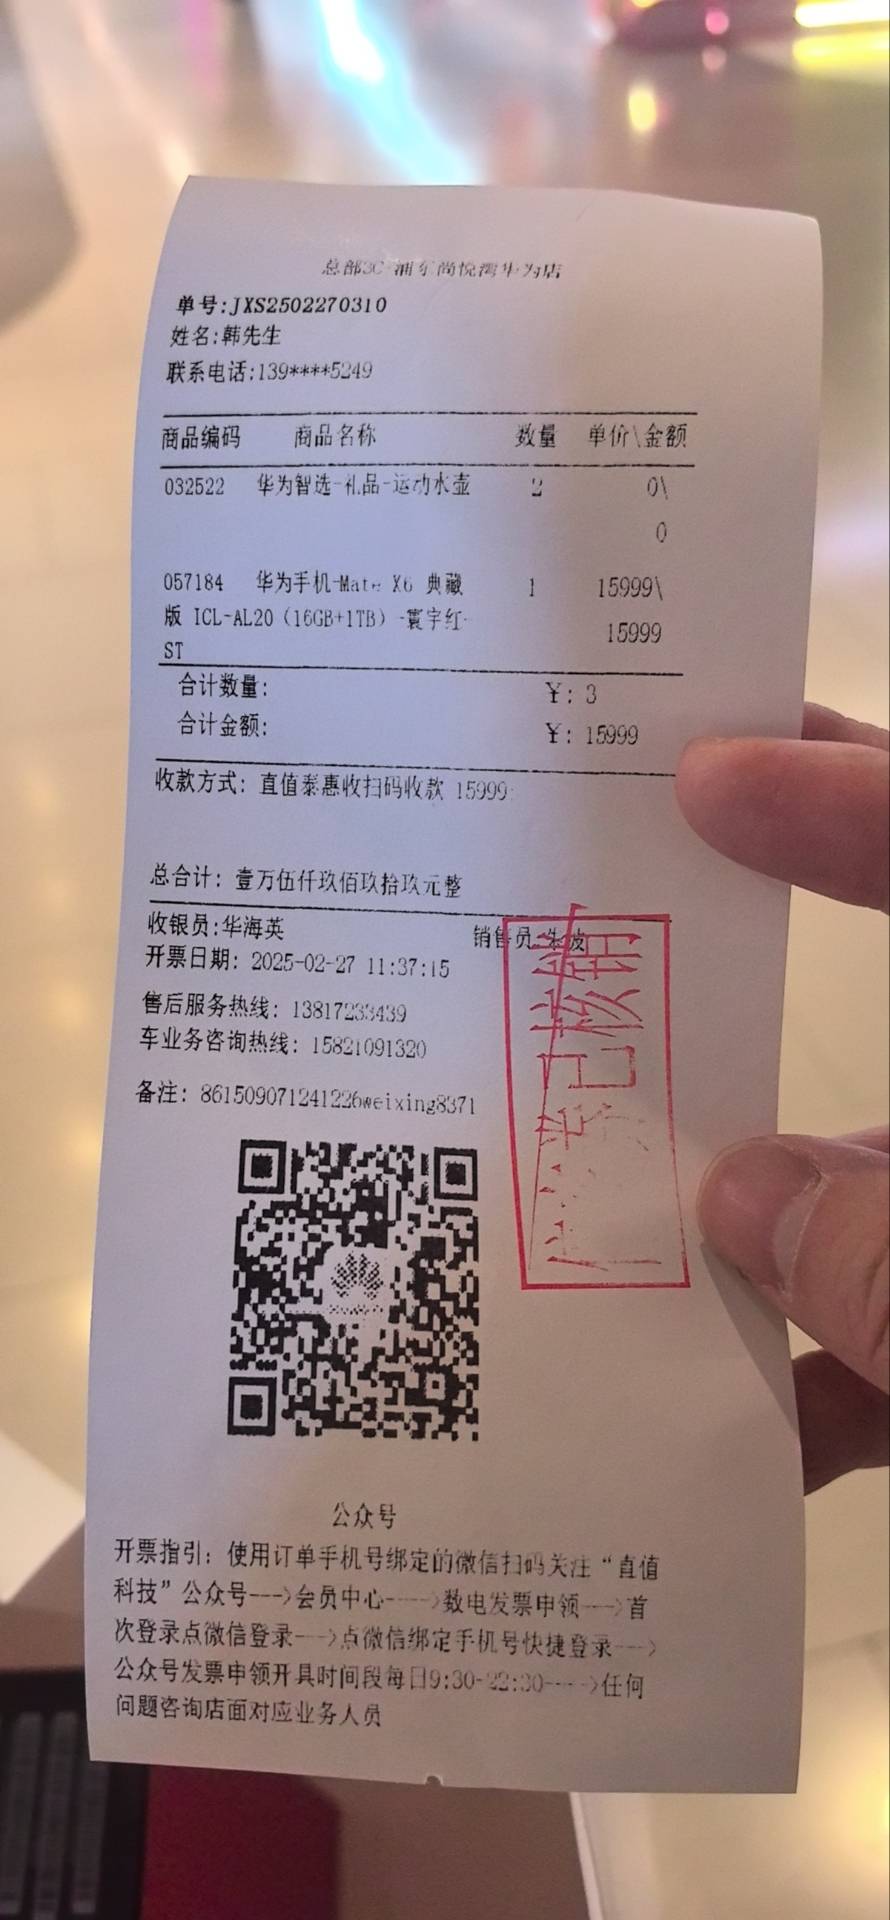 总部3C-浦东尚悦湾华为店
单号:JXS2502270310
姓名:韩先生
联系电话:139****5249
商品编码 商品名称 数量 单价\金额
032522 华为智选-礼品-运动水壶 2 0\
0
057184 华为手机-Mate X6 典藏 1 15999\
版 ICL-AL20（16GB+1TB）-寰宇红- 15999
ST
合计数量: ¥: 3
合计金额: ¥: 15999
收款方式: 直值泰惠收扫码收款 15999
总合计: 壹万伍仟玖佰玖拾玖元整
收银员:华海英 销售员:朱波
开票日期: 2025-02-27 11:37:15
售后服务热线: 13817233439
车业务咨询热线: 15821091320
备注: 861509071241226weixing8371
已核销
公众号
开票指引: 使用订单手机号绑定的微信扫码关注“直值
科技”公众号--->会员中心---->数电发票申领--->首
次登录点微信登录--->点微信绑定手机号快捷登录--->
公众号发票申领开具时间段每日9:30-22:30---->任何
问题咨询店面对应业务人员